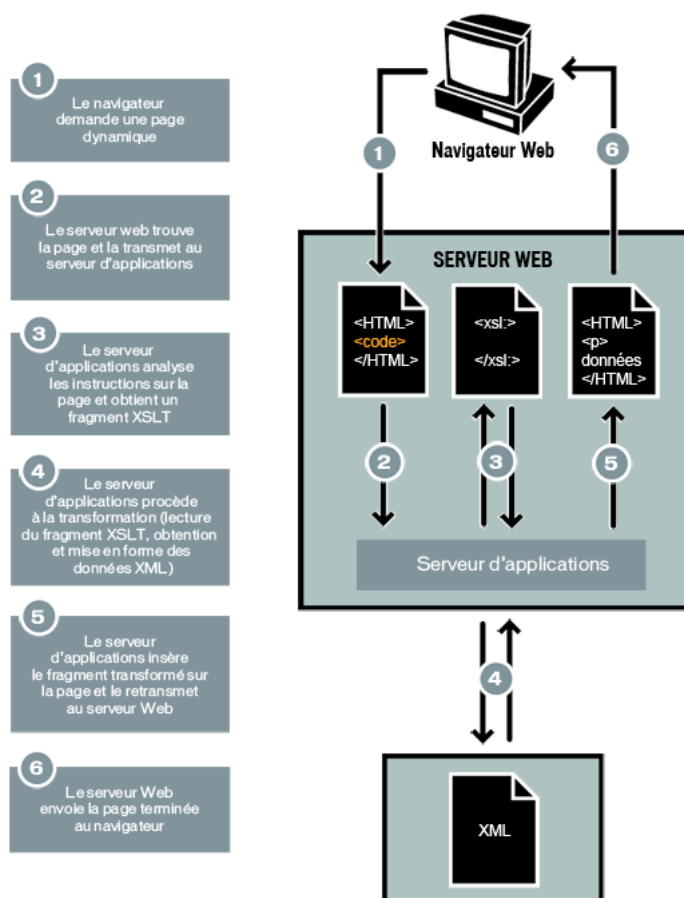 1
Le navigateur
demande une page
dynamique
2
Le serveur web trouve
la page et la transmet au
serveur d'applications
3
Le serveur
d'applications analyse
les instructions sur la
page et obtient un
fragment XSLT
4
Le serveur
d'applications procède
à la transformation (lecture
du fragment XSLT, obtention
et mise en forme des
données XML)
5
Le serveur
d'applications insère
le fragment transformé sur
la page et le retransmet
au serveur Web
6
Le serveur Web
envoie la page terminée
au navigateur
Navigateur Web
1
6
SERVEUR WEB
<HTML>
<code>
</HTML>
<xsl:>
</xsl:>
<HTML>
<p>
données
</HTML>
2
3
5
Serveur d'applications
4
XML